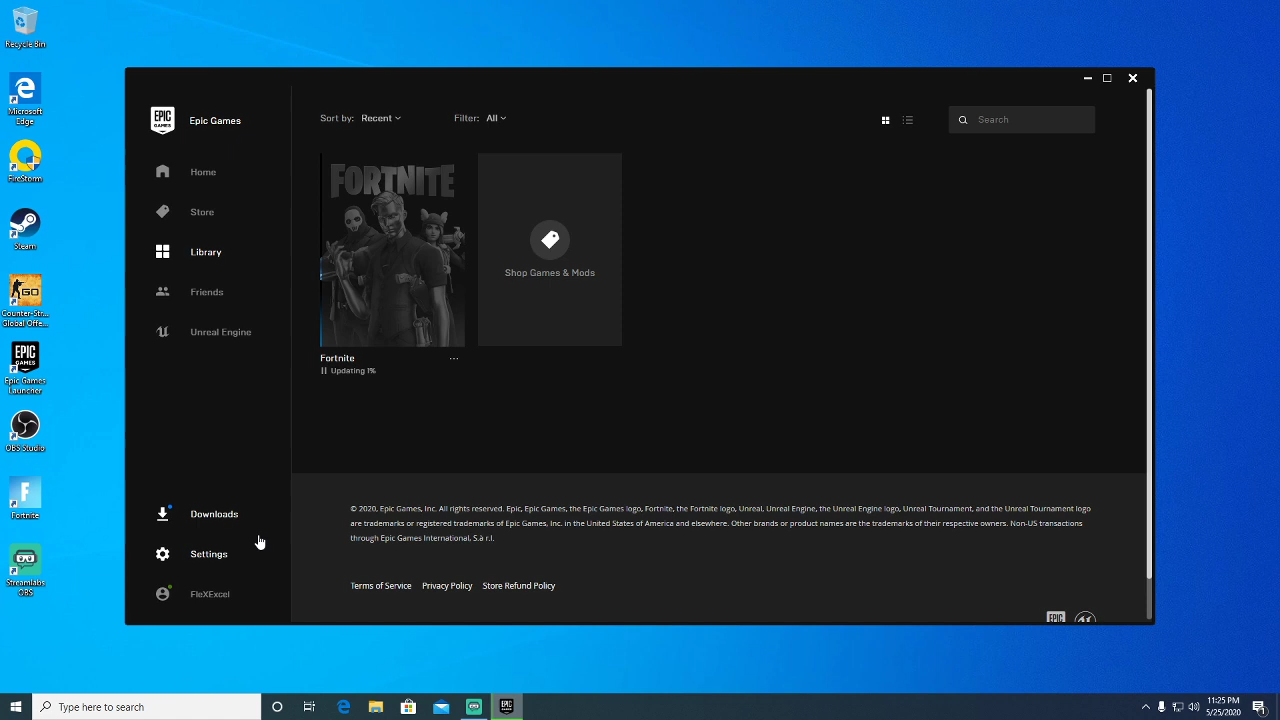 Recycle Bin
Microsoft
Edge
FireStorm
Steam
Counter-Str...
Global Offe...
Epic Games
Launcher
OBS Studio
Fortnite
Streamlabs
OBS
EPIC
GAMES
Epic Games
Home
Store
Library
Friends
Unreal Engine
Downloads
Settings
FleXExcel
Sort by: Recent
Filter: All
Search
FORTNITE
Fortnite
...
Updating 1%
Shop Games & Mods
© 2020, Epic Games, Inc. All rights reserved. Epic, Epic Games, the Epic Games logo, Fortnite, the Fortnite logo, Unreal, Unreal Engine, the Unreal Engine logo, Unreal Tournament, and the Unreal Tournament logo
are trademarks or registered trademarks of Epic Games, Inc. in the United States of America and elsewhere. Other brands or product names are the trademarks of their respective owners. Non-US transactions
through Epic Games International, S.à r.l.
Terms of Service Privacy Policy Store Refund Policy
EPIC
Type here to search
11:25 PM
5/25/2020
1